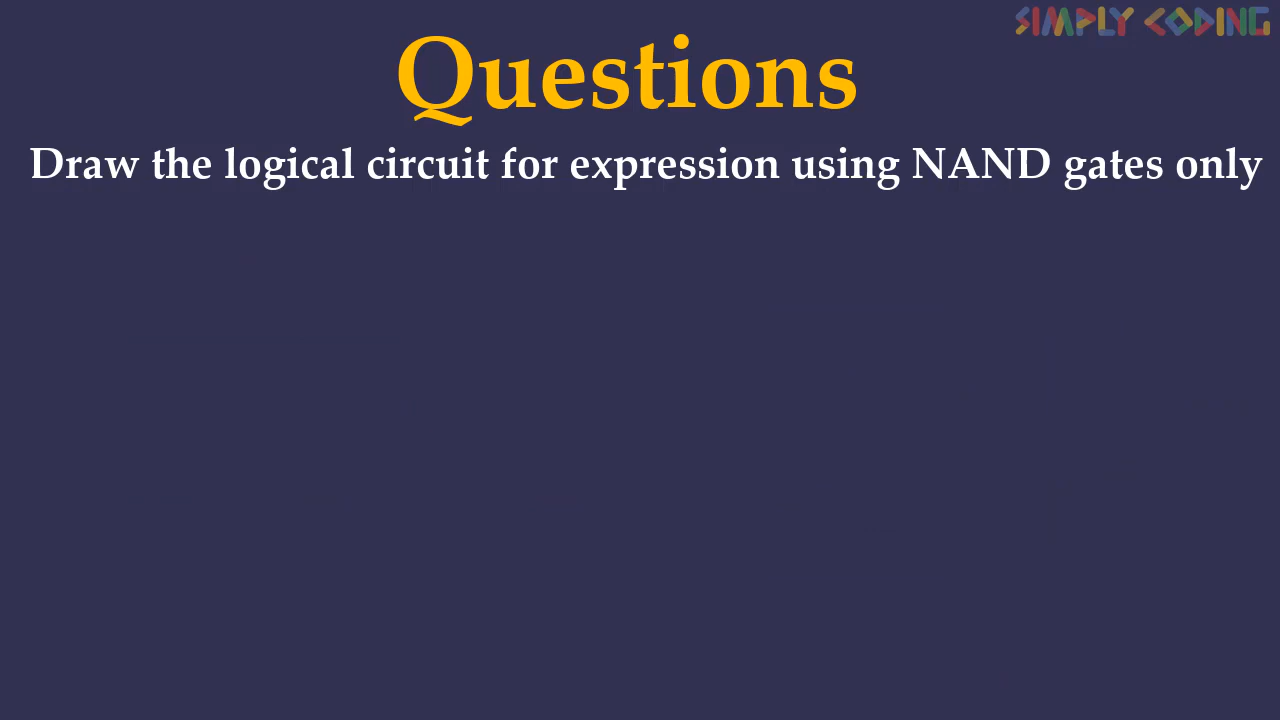 SIMPLY CODING
Questions
Draw the logical circuit for expression using NAND gates only